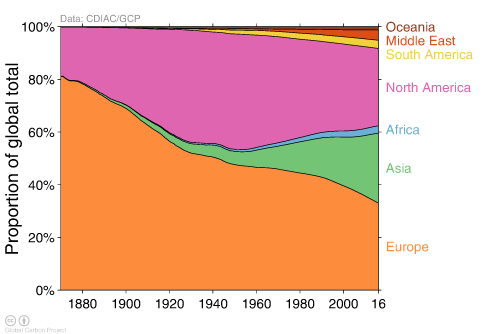 Data: CDIAC/GCP
Proportion of global total
100%
80%
60%
40%
20%
0%
1880 1900 1920 1940 1960 1980 2000 16
Oceania
Middle East
South America
North America
Africa
Asia
Europe
Global Carbon Project